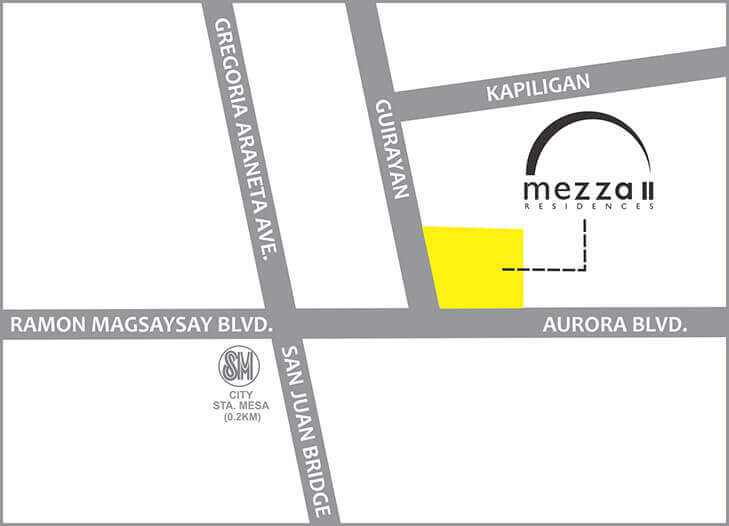 GREGORIA ARANETA AVE.
GUIRAYAN
KAPILIGAN
mezza II
RESIDENCES
RAMON MAGSAYSAY BLVD.
AURORA BLVD.
SM
CITY
STA. MESA
(0.2KM)
SAN JUAN BRIDGE